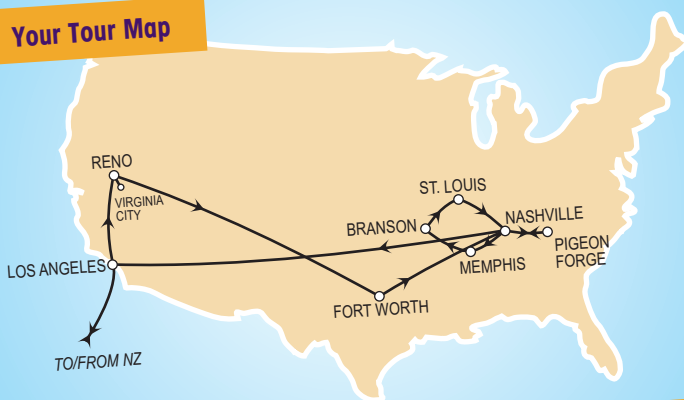 Your Tour Map
RENO
VIRGINIA
CITY
ST. LOUIS
BRANSON
NASHVILLE
PIGEON
FORGE
MEMPHIS
LOS ANGELES
FORT WORTH
TO/FROM NZ